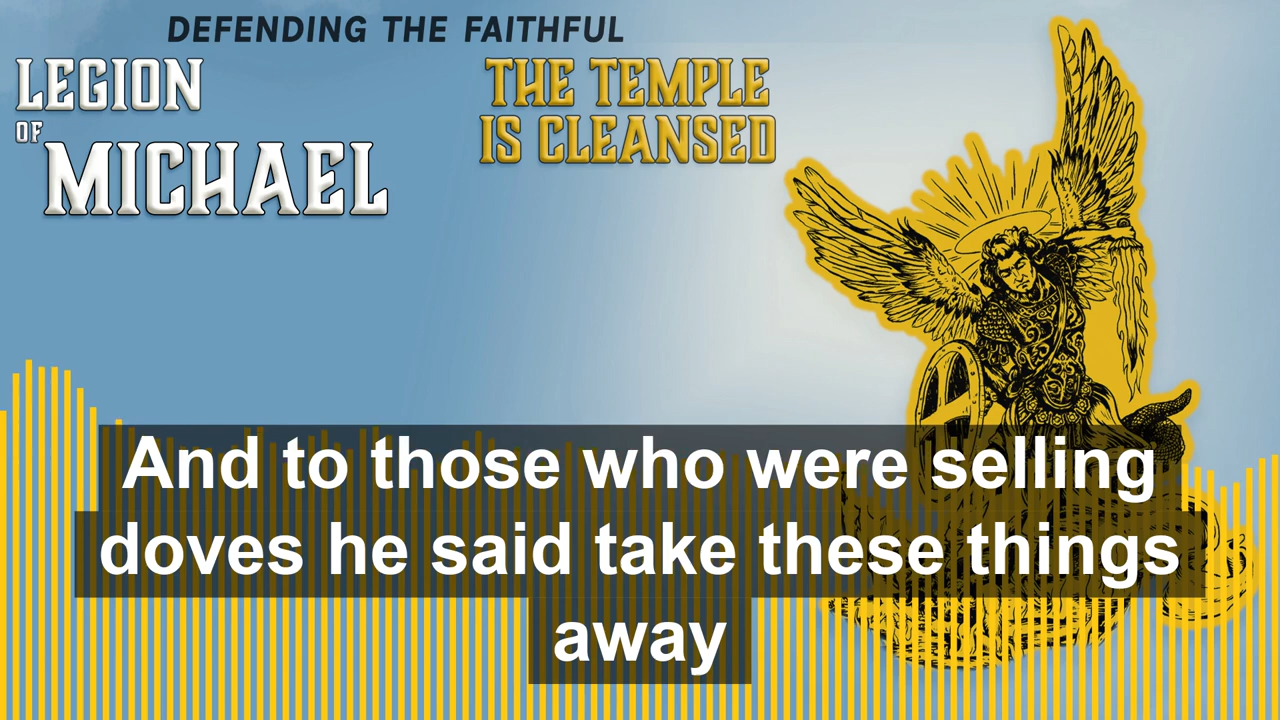 DEFENDING THE FAITHFUL
LEGION
OF
MICHAEL
THE TEMPLE
IS CLEANSED
And to those who were selling
doves he said take these things
away